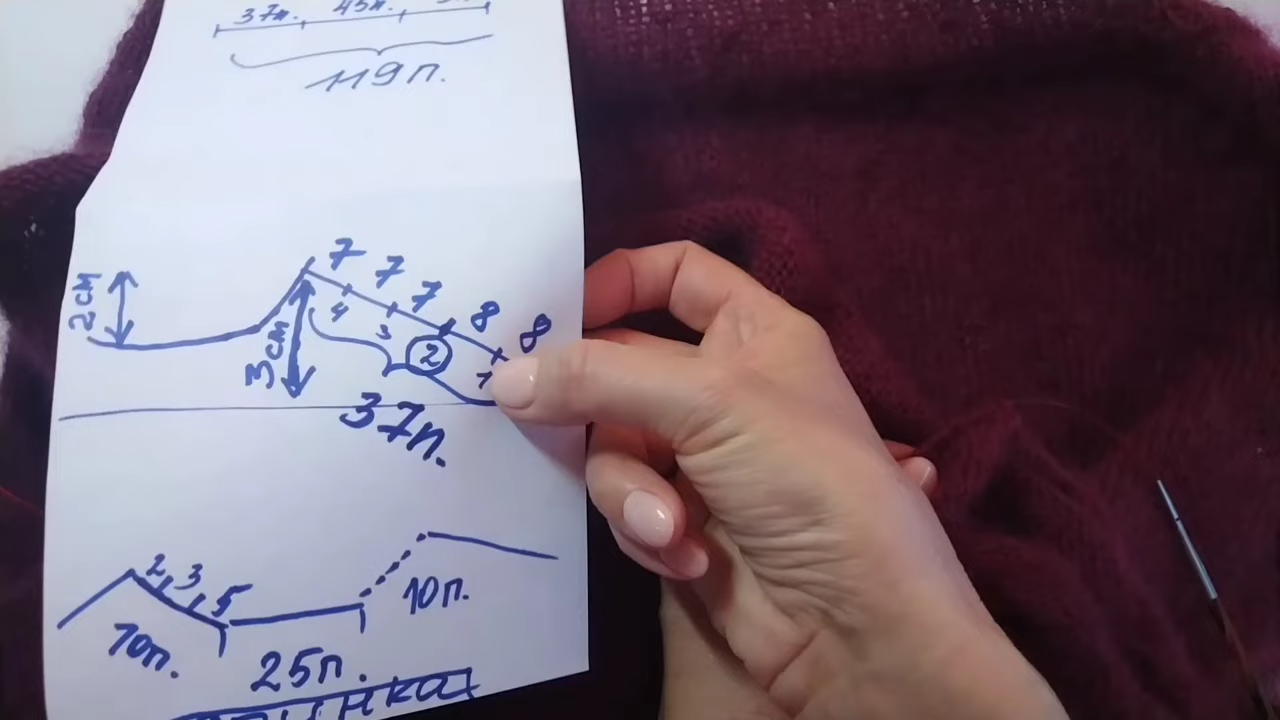 37п. 45п.
119п.
7 7 7 8 8
2см
4 3 2 1
3см
37п.
2 3 5
10п. 10п.
25п.